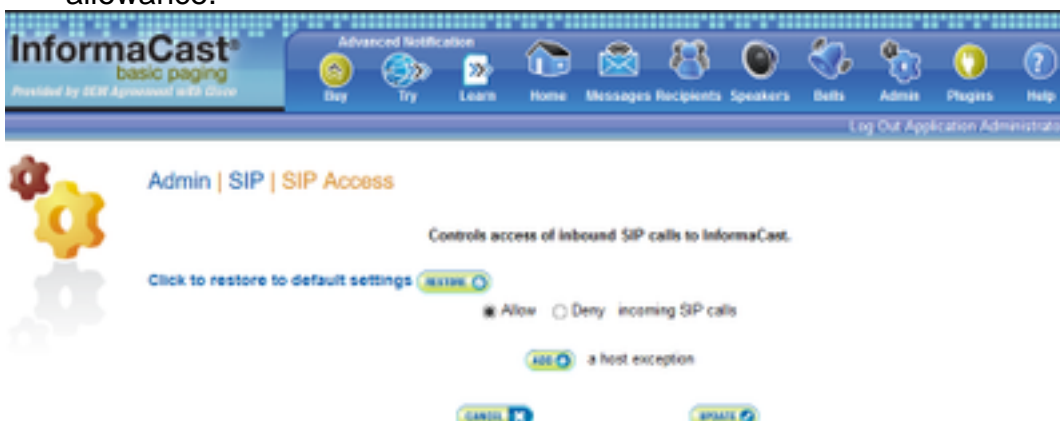 allowance.
InformaCast®
basic paging
Provided by OEM Agreement with Cisco
Advanced Notification
Buy Try Learn Home Messages Recipients Speakers Bells Admin Plugins Help
Log Out Application Administrato
Admin | SIP | SIP Access
Controls access of inbound SIP calls to InformaCast.
Click to restore to default settings RESTORE
Allow Deny incoming SIP calls
ADD a host exception
CANCEL UPDATE